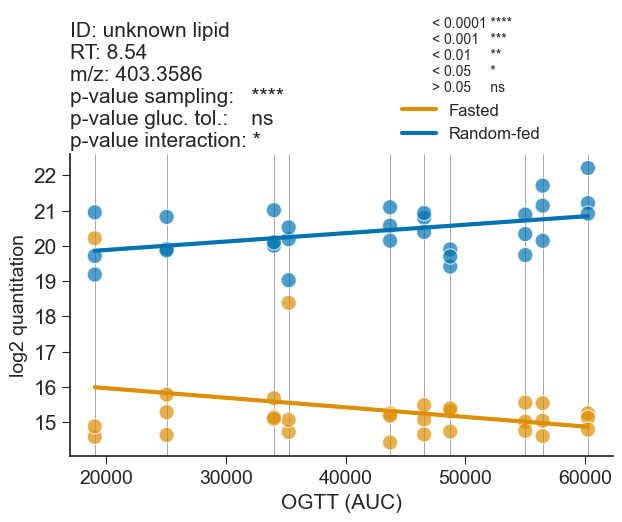 ID: unknown lipid
RT: 8.54
m/z: 403.3586
p-value sampling: ****
p-value gluc. tol.: ns
p-value interaction: *
< 0.0001 ****
< 0.001 ***
< 0.01 **
< 0.05 *
> 0.05 ns
Fasted
Random-fed
log2 quantitation
22
21
20
19
18
17
16
15
20000 30000 40000 50000 60000
OGTT (AUC)